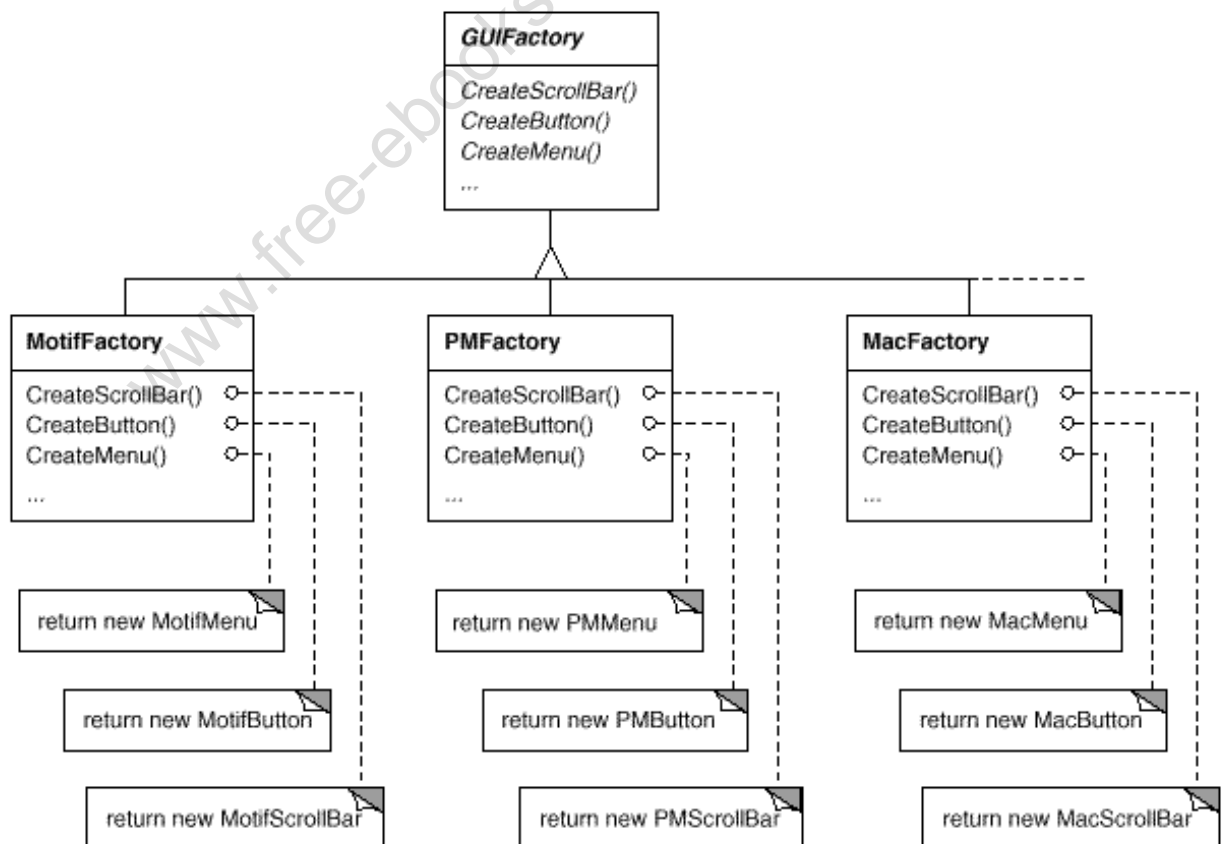 www.free-ebooks
GUIFactory
CreateScrollBar()
CreateButton()
CreateMenu()
...
MotifFactory
CreateScrollBar()
CreateButton()
CreateMenu()
...
PMFactory
CreateScrollBar()
CreateButton()
CreateMenu()
...
MacFactory
CreateScrollBar()
CreateButton()
CreateMenu()
...
return new MotifMenu
return new PMMenu
return new MacMenu
return new MotifButton
return new PMButton
return new MacButton
return new MotifScrollBar
return new PMScrollBar
return new MacScrollBar